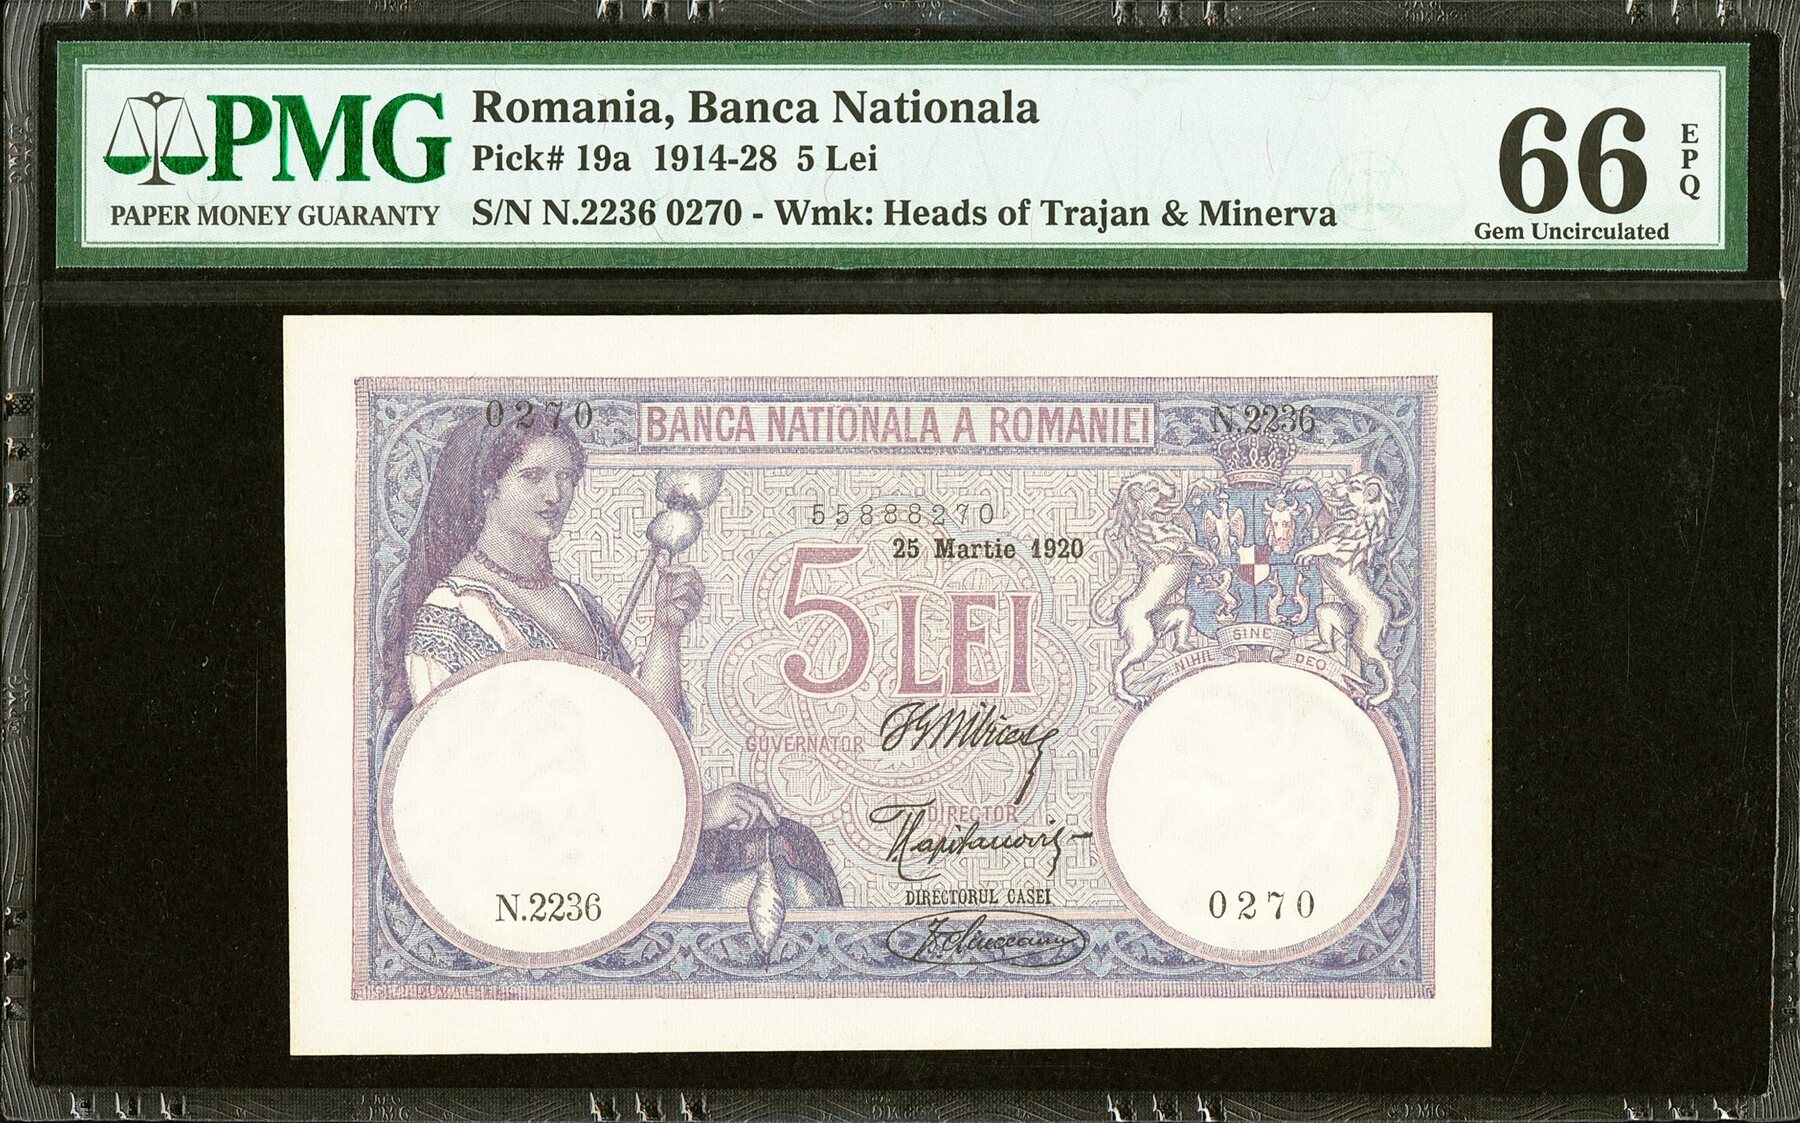 PMG
PAPER MONEY GUARANTY
Romania, Banca Nationala
Pick# 19a 1914-28 5 Lei
S/N N.2236 0270 - Wmk: Heads of Trajan & Minerva
66
EPQ
Gem Uncirculated
0270
BANCA NATIONALA A ROMANIEI
N.2236
55888270
25 Martie 1920
5 LEI
NIHIL SINE DEO
GUVERNATOR
DIRECTOR
DIRECTORUL CASEI
N.2236
0270